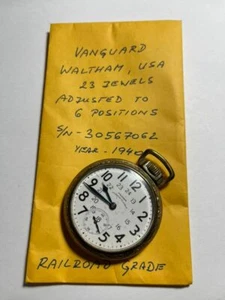 VANGUARD
WALTHAM, USA
23 JEWELS
ADJUSTED TO
6 POSITIONS
S/N - 30567062
YEAR - 1940
RAILROAD GRADE